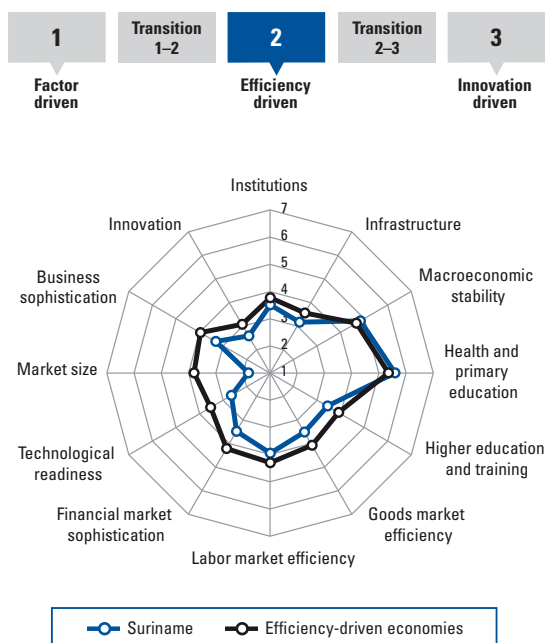 1
Transition
1–2
2
Transition
2–3
3
Factor
driven
Efficiency
driven
Innovation
driven
Institutions
7
Innovation
Infrastructure
6
5
Business
sophistication
Macroeconomic
stability
4
3
2
Market size
1
Health and
primary
education
Technological
readiness
Higher education
and training
Financial market
sophistication
Goods market
efficiency
Labor market efficiency
Suriname
Efficiency-driven economies